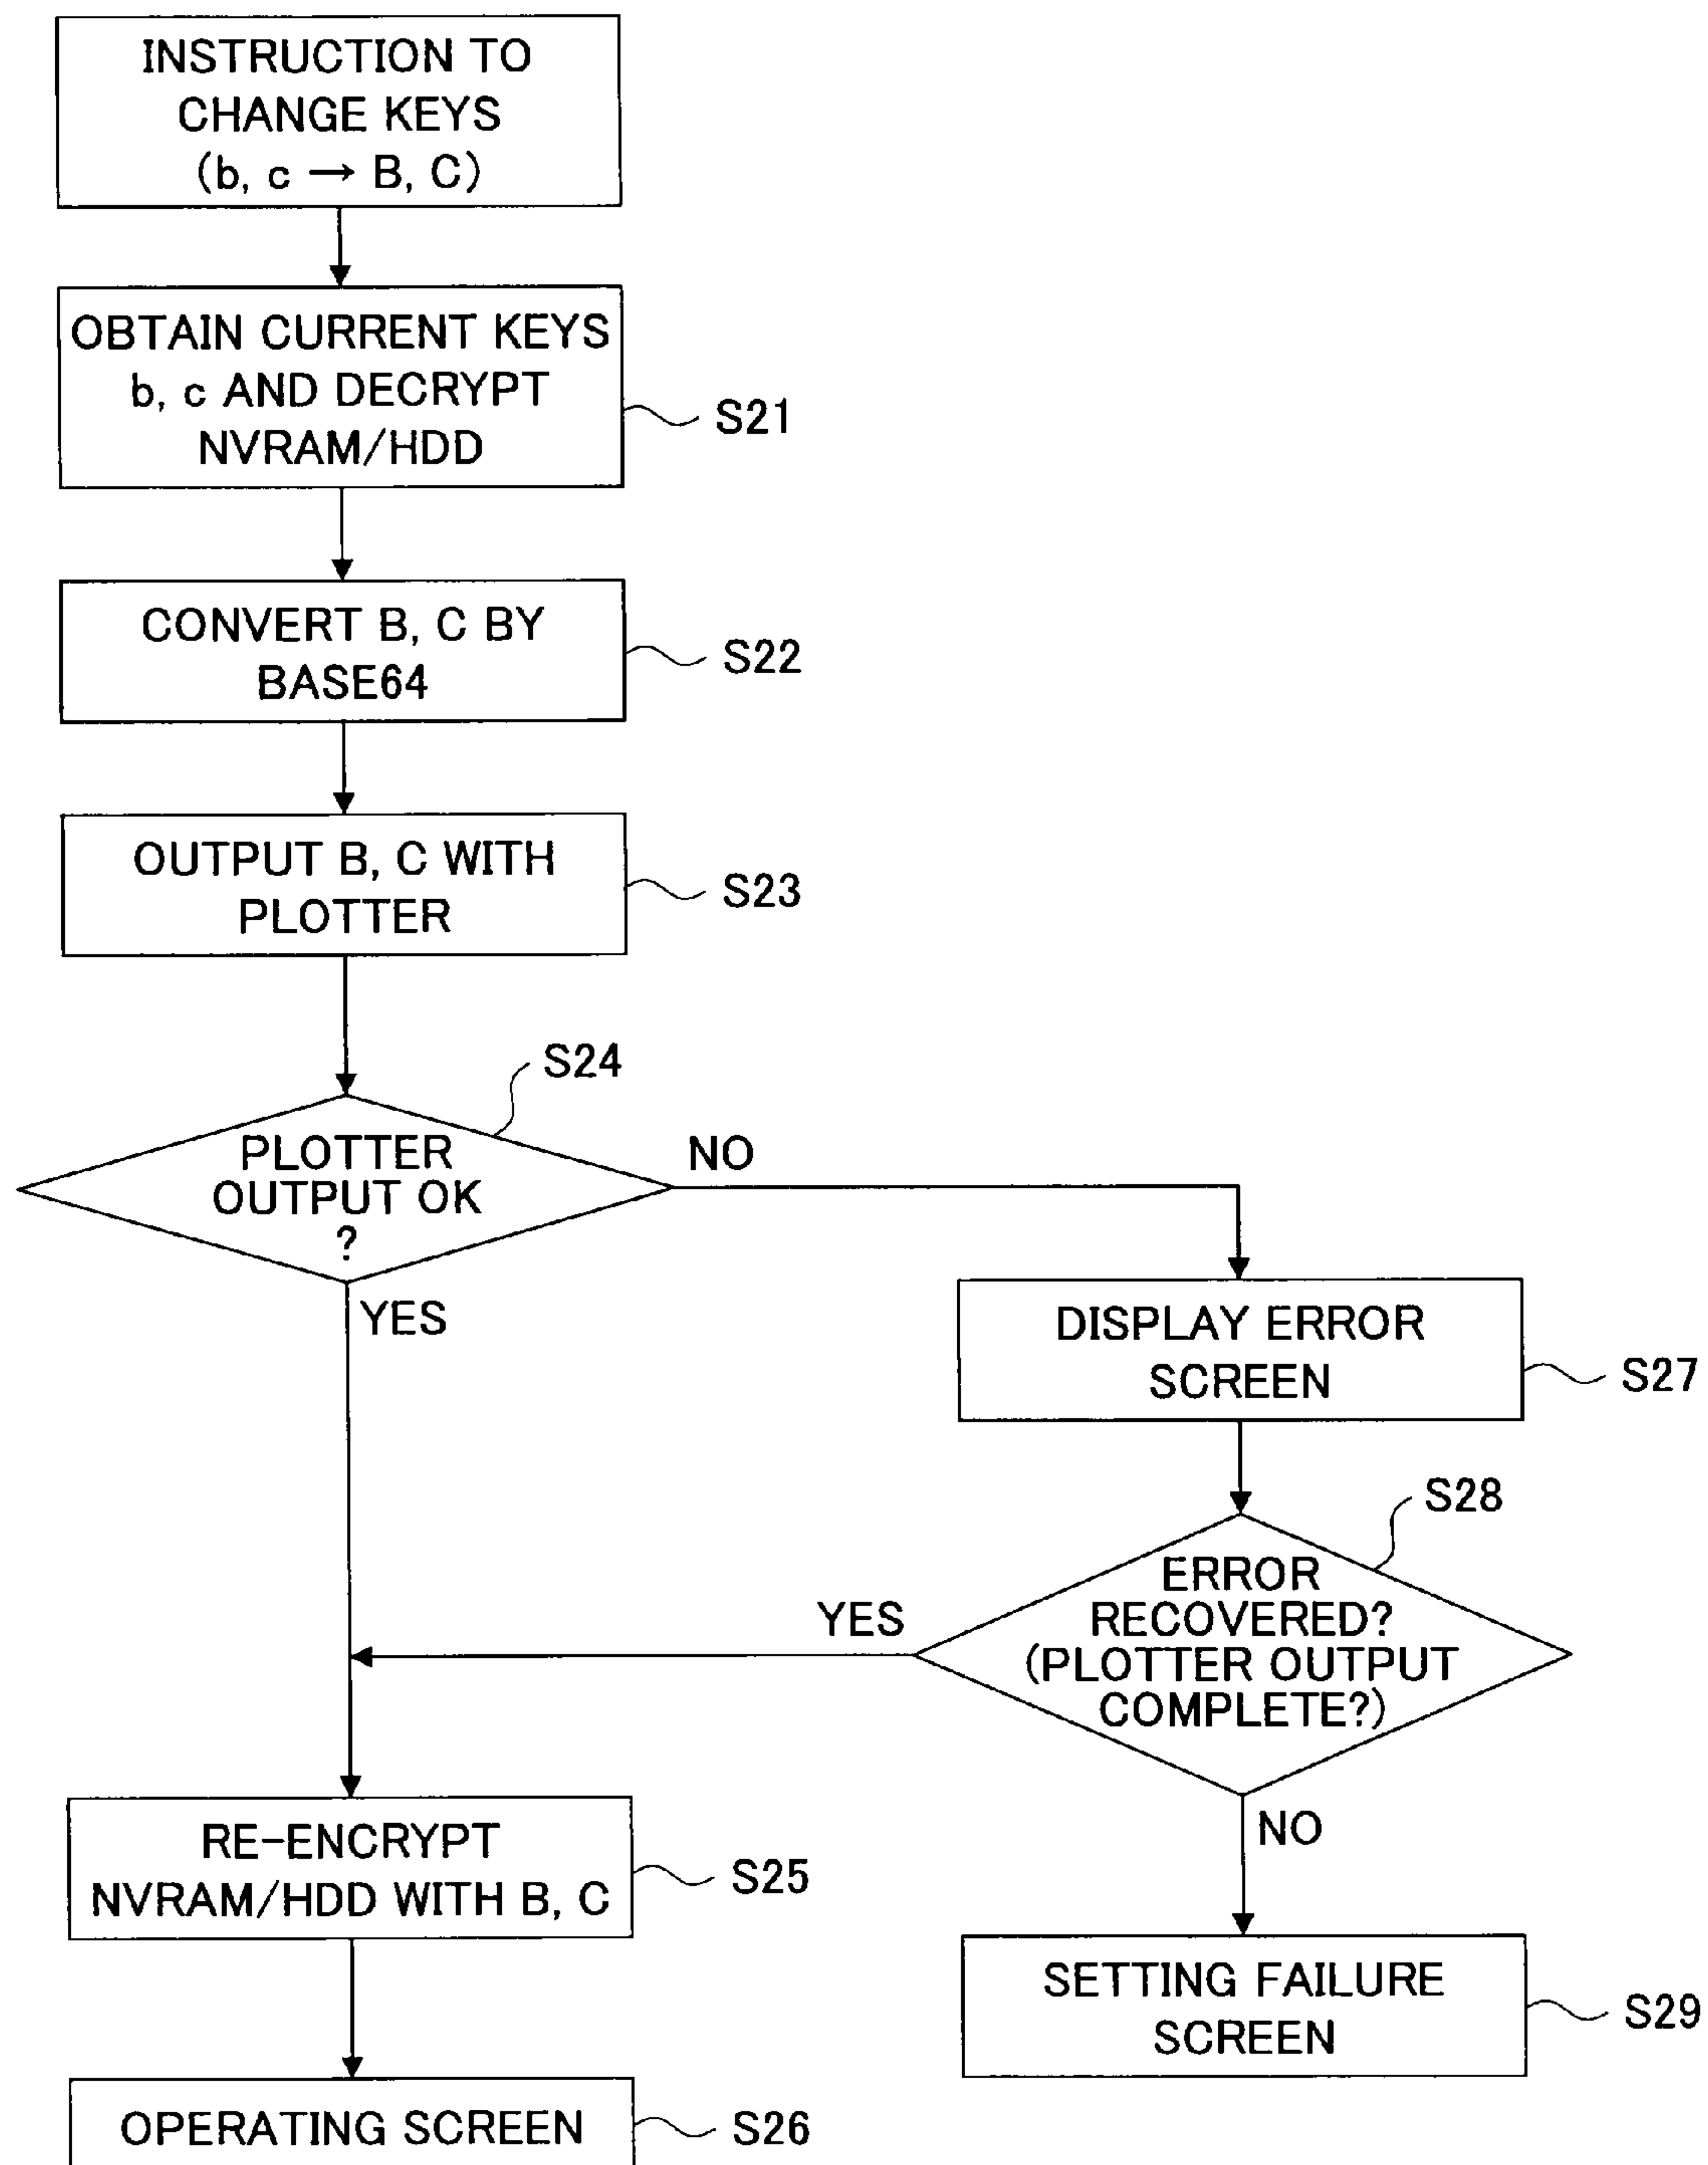 INSTRUCTION TO
CHANGE KEYS
(b, c → B, C)
OBTAIN CURRENT KEYS
b, c AND DECRYPT
NVRAM/HDD
S21
CONVERT B, C BY
BASE64
S22
OUTPUT B, C WITH
PLOTTER
S23
S24
PLOTTER
OUTPUT OK
?
NO
YES
DISPLAY ERROR
SCREEN
S27
S28
ERROR
RECOVERED?
(PLOTTER OUTPUT
COMPLETE?)
YES
NO
RE-ENCRYPT
NVRAM/HDD WITH B, C
S25
SETTING FAILURE
SCREEN
S29
OPERATING SCREEN
S26